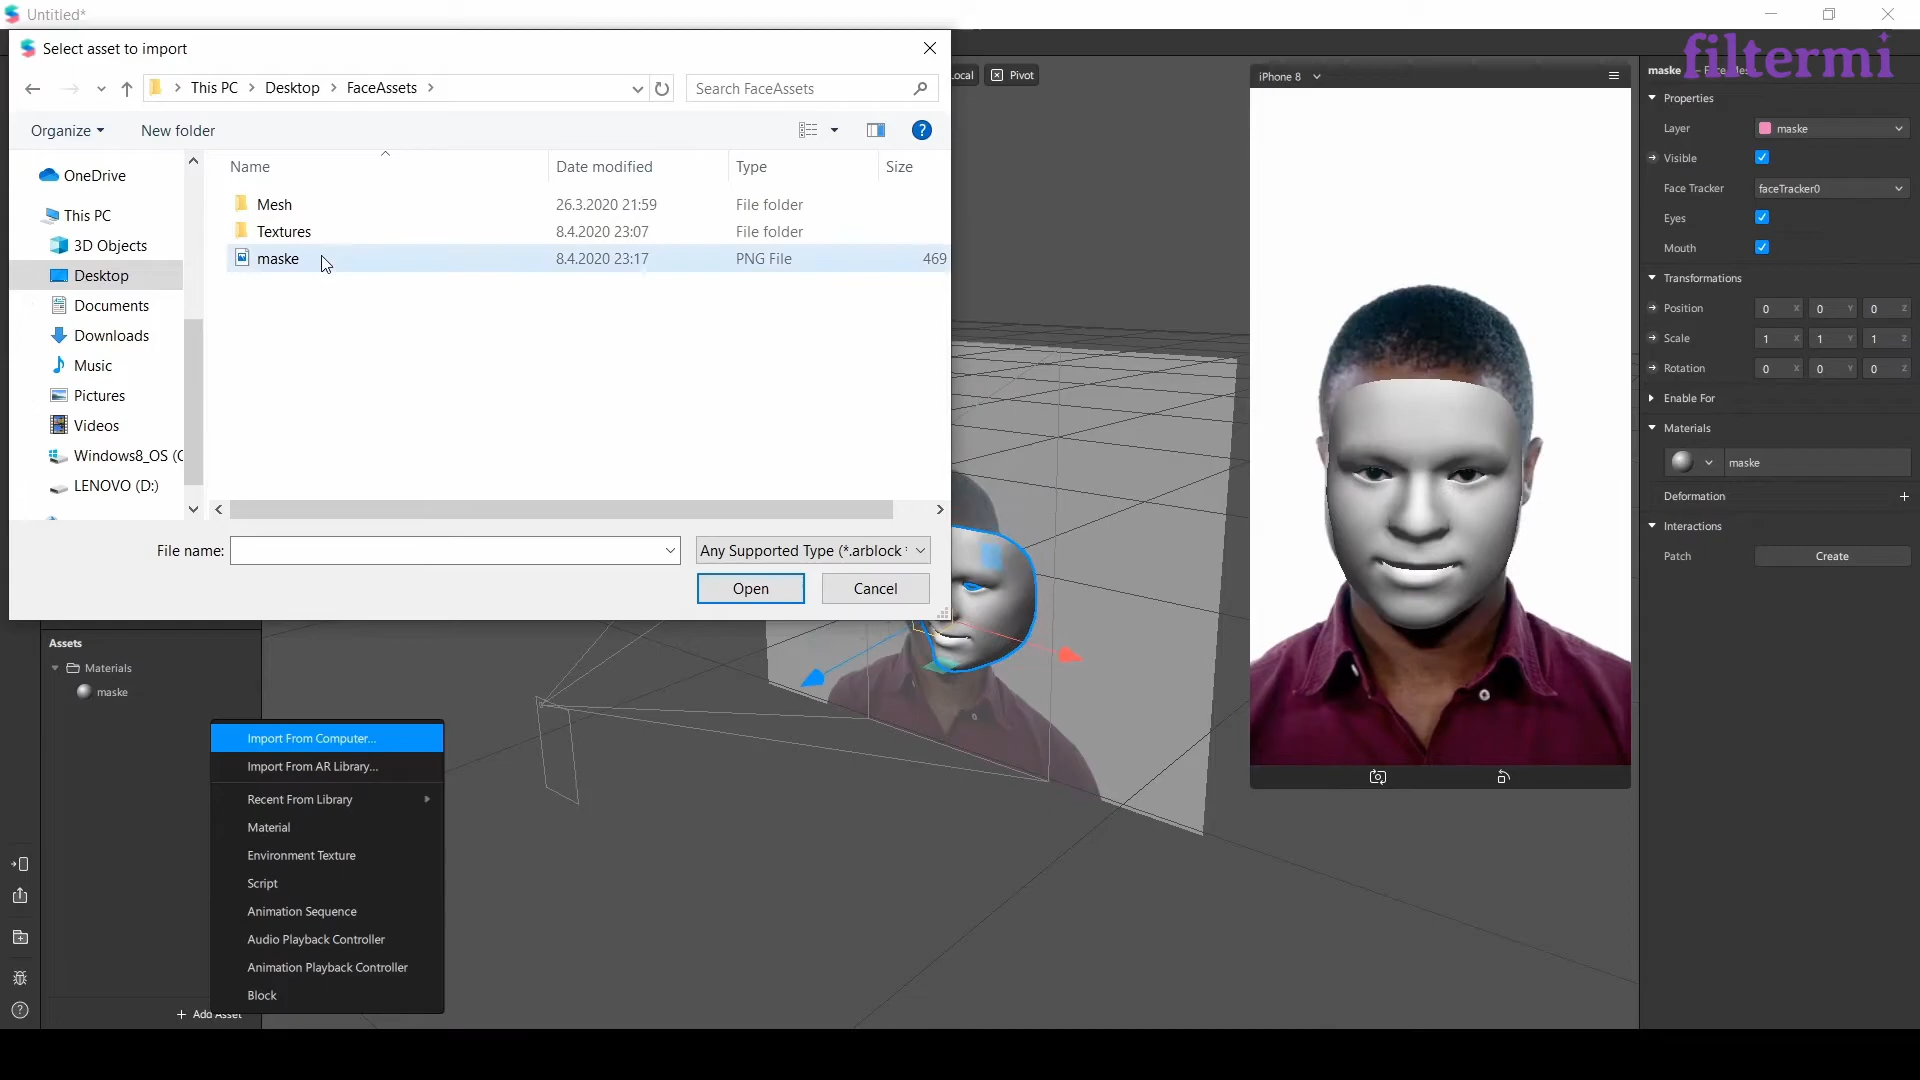 Untitled*
Select asset to import
This PC
Desktop
FaceAssets
Search FaceAssets
Organize
New folder
?
Name
Date modified
Type
Size
OneDrive
This PC
3D Objects
Desktop
Documents
Downloads
Music
Pictures
Videos
Windows8_OS (C
LENOVO (D:)
Mesh 26.3.2020 21:59 File folder
Textures 8.4.2020 23:07 File folder
maske 8.4.2020 23:17 PNG File 469
File name:
Any Supported Type (*.arblock
Open
Cancel
Assets
Materials
maske
Import From Computer...
Import From AR Library...
Recent From Library
Material
Environment Texture
Script
Animation Sequence
Audio Playback Controller
Animation Playback Controller
Block
+ Add Asset
?
ocal
Pivot
iPhone 8
filtermi
maske
Properties
Layer maske
Visible
Face Tracker faceTracker0
Eyes
Mouth
Transformations
Position 0 X 0 Y 0 Z
Scale 1 X 1 Y 1 Z
Rotation 0 X 0 Y 0 Z
Enable For
Materials
maske
Deformation +
Interactions
Patch Create